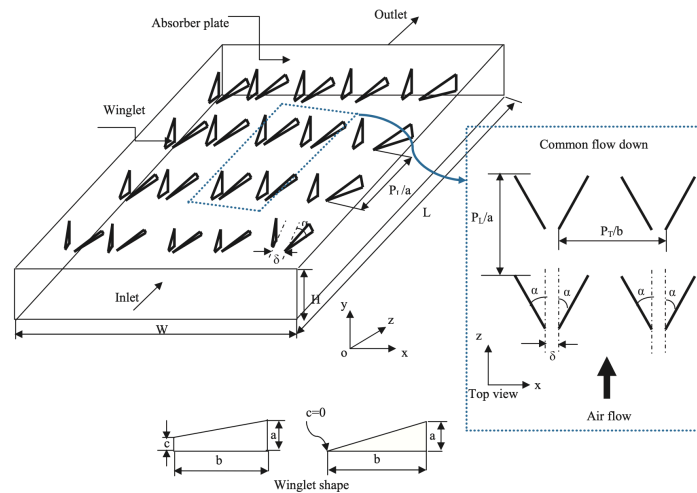 Outlet
Absorber plate
Winglet
P_L/a
L
α
δ
Inlet
H
W
y
z
o
x
Common flow down
P_L/a
P_T/b
α
α
α
α
z
δ
x
Top view
Air flow
c
a
b
c=0
a
b
Winglet shape